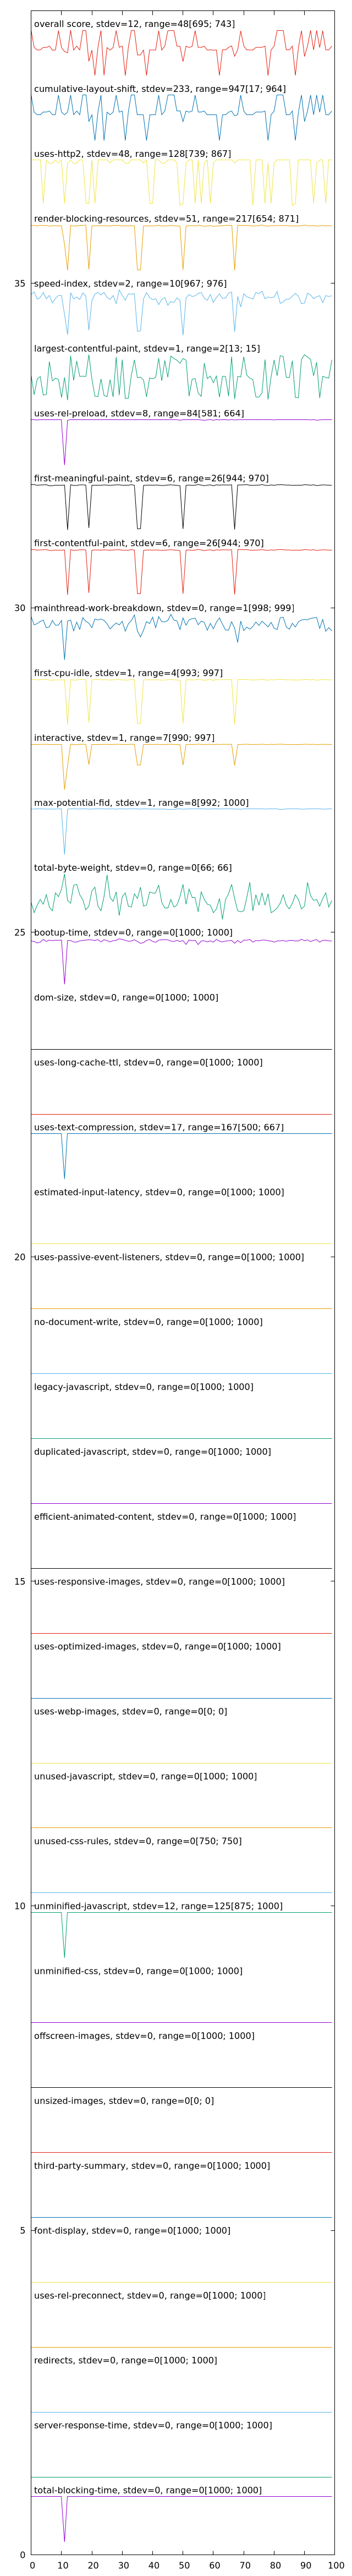 overall score, stdev=12, range=48[695; 743]
cumulative-layout-shift, stdev=233, range=947[17; 964]
uses-http2, stdev=48, range=128[739; 867]
render-blocking-resources, stdev=51, range=217[654; 871]
35
speed-index, stdev=2, range=10[967; 976]
largest-contentful-paint, stdev=1, range=2[13; 15]
uses-rel-preload, stdev=8, range=84[581; 664]
first-meaningful-paint, stdev=6, range=26[944; 970]
first-contentful-paint, stdev=6, range=26[944; 970]
30
mainthread-work-breakdown, stdev=0, range=1[998; 999]
first-cpu-idle, stdev=1, range=4[993; 997]
interactive, stdev=1, range=7[990; 997]
max-potential-fid, stdev=1, range=8[992; 1000]
total-byte-weight, stdev=0, range=0[66; 66]
25
bootup-time, stdev=0, range=0[1000; 1000]
dom-size, stdev=0, range=0[1000; 1000]
uses-long-cache-ttl, stdev=0, range=0[1000; 1000]
uses-text-compression, stdev=17, range=167[500; 667]
estimated-input-latency, stdev=0, range=0[1000; 1000]
20
uses-passive-event-listeners, stdev=0, range=0[1000; 1000]
no-document-write, stdev=0, range=0[1000; 1000]
legacy-javascript, stdev=0, range=0[1000; 1000]
duplicated-javascript, stdev=0, range=0[1000; 1000]
efficient-animated-content, stdev=0, range=0[1000; 1000]
15
uses-responsive-images, stdev=0, range=0[1000; 1000]
uses-optimized-images, stdev=0, range=0[1000; 1000]
uses-webp-images, stdev=0, range=0[0; 0]
unused-javascript, stdev=0, range=0[1000; 1000]
unused-css-rules, stdev=0, range=0[750; 750]
10
unminified-javascript, stdev=12, range=125[875; 1000]
unminified-css, stdev=0, range=0[1000; 1000]
offscreen-images, stdev=0, range=0[1000; 1000]
unsized-images, stdev=0, range=0[0; 0]
third-party-summary, stdev=0, range=0[1000; 1000]
5
font-display, stdev=0, range=0[1000; 1000]
uses-rel-preconnect, stdev=0, range=0[1000; 1000]
redirects, stdev=0, range=0[1000; 1000]
server-response-time, stdev=0, range=0[1000; 1000]
total-blocking-time, stdev=0, range=0[1000; 1000]
0
0 10 20 30 40 50 60 70 80 90 100